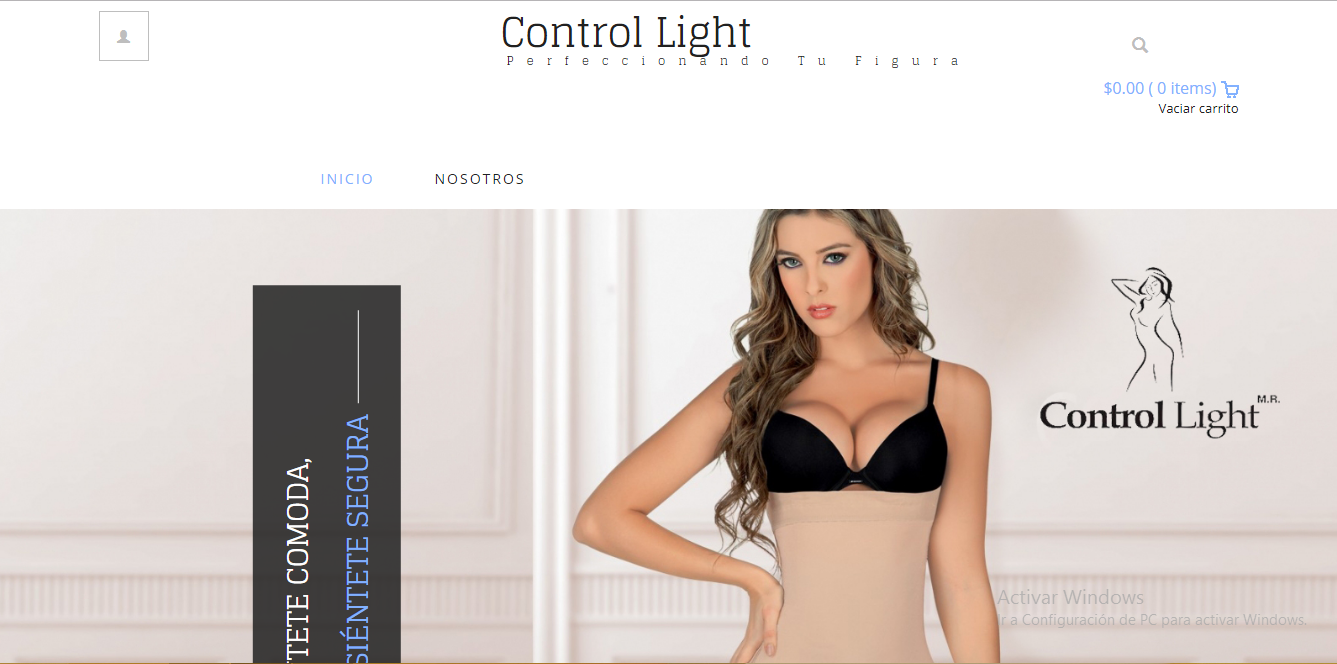 Control Light
Perfeccionando Tu Figura
$0.00 ( 0 items)
Vaciar carrito
INICIO
NOSOTROS
COMODA,
SIÉNTETE SEGURA
Control Light M.R.
Activar Windows
Ir a Configuración de PC para activar Windows.